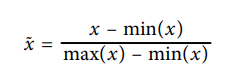 x̃ = x − min(x) / max(x) − min(x)